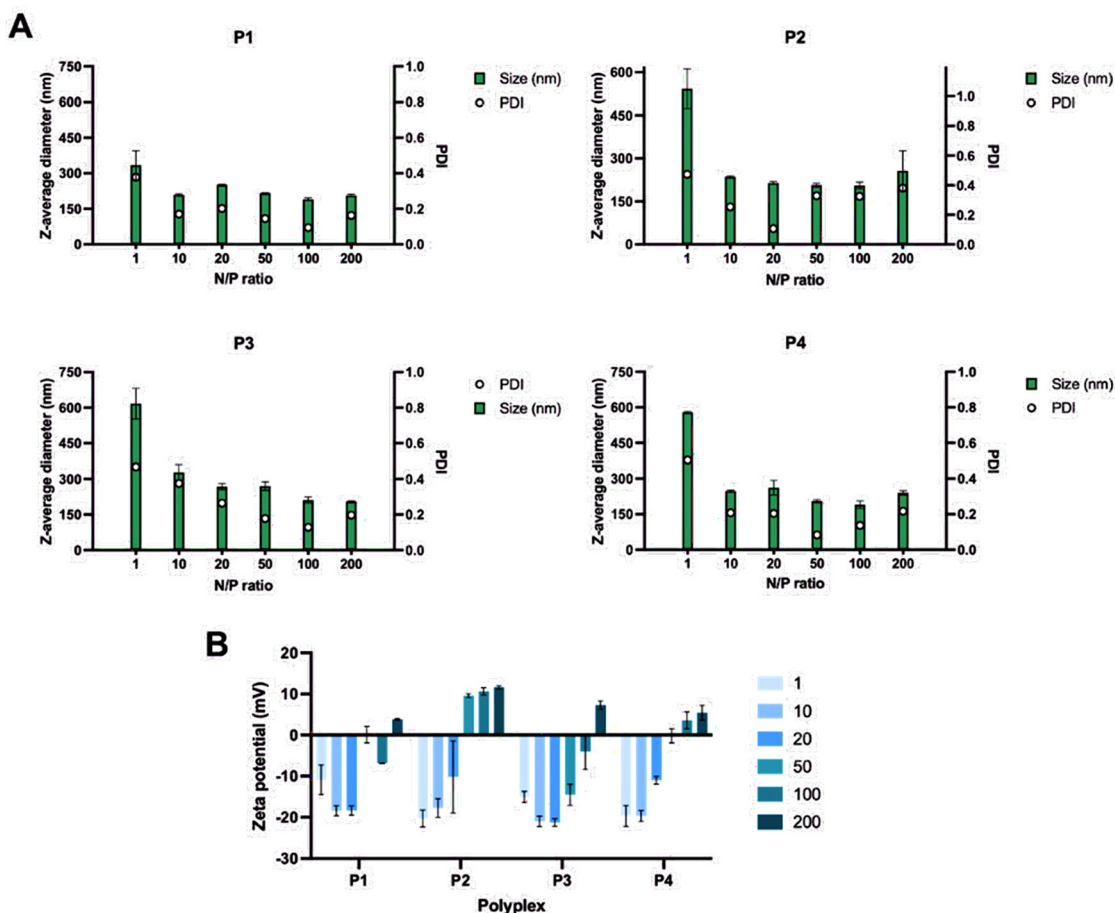 A
P1
Z-average diameter (nm)
750
600
450
300
150
0
1.0
0.8
0.6
0.4
0.2
0.0
PDI
1 10 20 50 100 200
N/P ratio
Size (nm)
PDI
P2
Z-average diameter (nm)
600
450
300
150
0
1.0
0.8
0.6
0.4
0.2
0.0
PDI
1 10 20 50 100 200
N/P ratio
Size (nm)
PDI
P3
Z-average diameter (nm)
750
600
450
300
150
0
1.0
0.8
0.6
0.4
0.2
0.0
PDI
1 10 20 50 100 200
N/P ratio
PDI
Size (nm)
P4
Z-average diameter (nm)
750
600
450
300
150
0
1.0
0.8
0.6
0.4
0.2
0.0
PDI
1 10 20 50 100 200
N/P ratio
Size (nm)
PDI
B
Zeta potential (mV)
20
10
0
-10
-20
-30
P1 P2 P3 P4
Polyplex
1
10
20
50
100
200